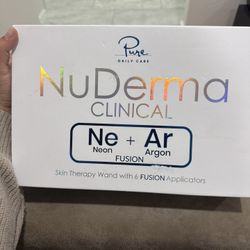 Pure
DAILY CARE
NuDerma
CLINICAL
Ne + Ar
Neon Argon
FUSION
Skin Therapy Wand with 6 FUSION Applicators